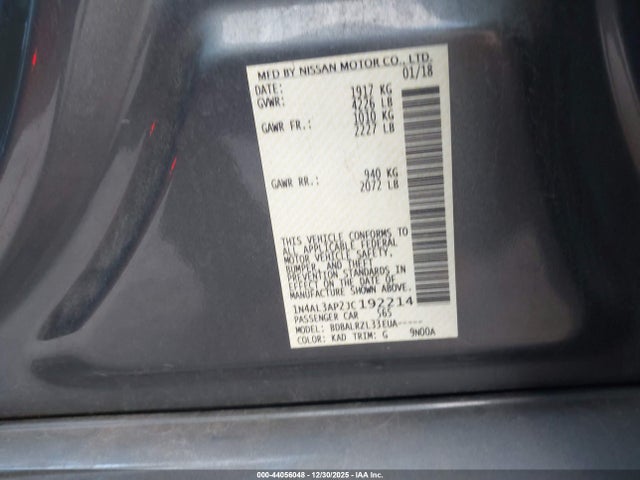 MFD BY NISSAN MOTOR CO., LTD.
DATE: 01/18
GVWR: 1917 KG
4226 LB
GAWR FR.: 1010 KG
2227 LB
GAWR RR.: 940 KG
2072 LB
THIS VEHICLE CONFORMS TO
ALL APPLICABLE FEDERAL
MOTOR VEHICLE SAFETY,
BUMPER, AND THEFT
PREVENTION STANDARDS IN
EFFECT ON THE DATE OF
MANUFACTURE SHOWN ABOVE.
1N4AL3AP2JC192214
PASSENGER CAR 565
MODEL: BDBALRZL33EUA-----
COLOR: KAD TRIM: G 9N00A
000-44056048 - 12/30/2025 - IAA Inc.